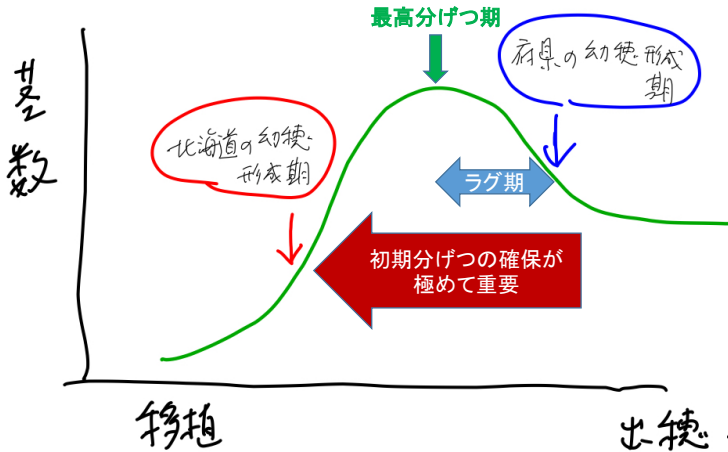 最高分げつ期
府県の幼穂形成
期
茎数
北海道の幼穂
形成期
ラグ期
初期分げつの確保が
極めて重要
移植
出穂